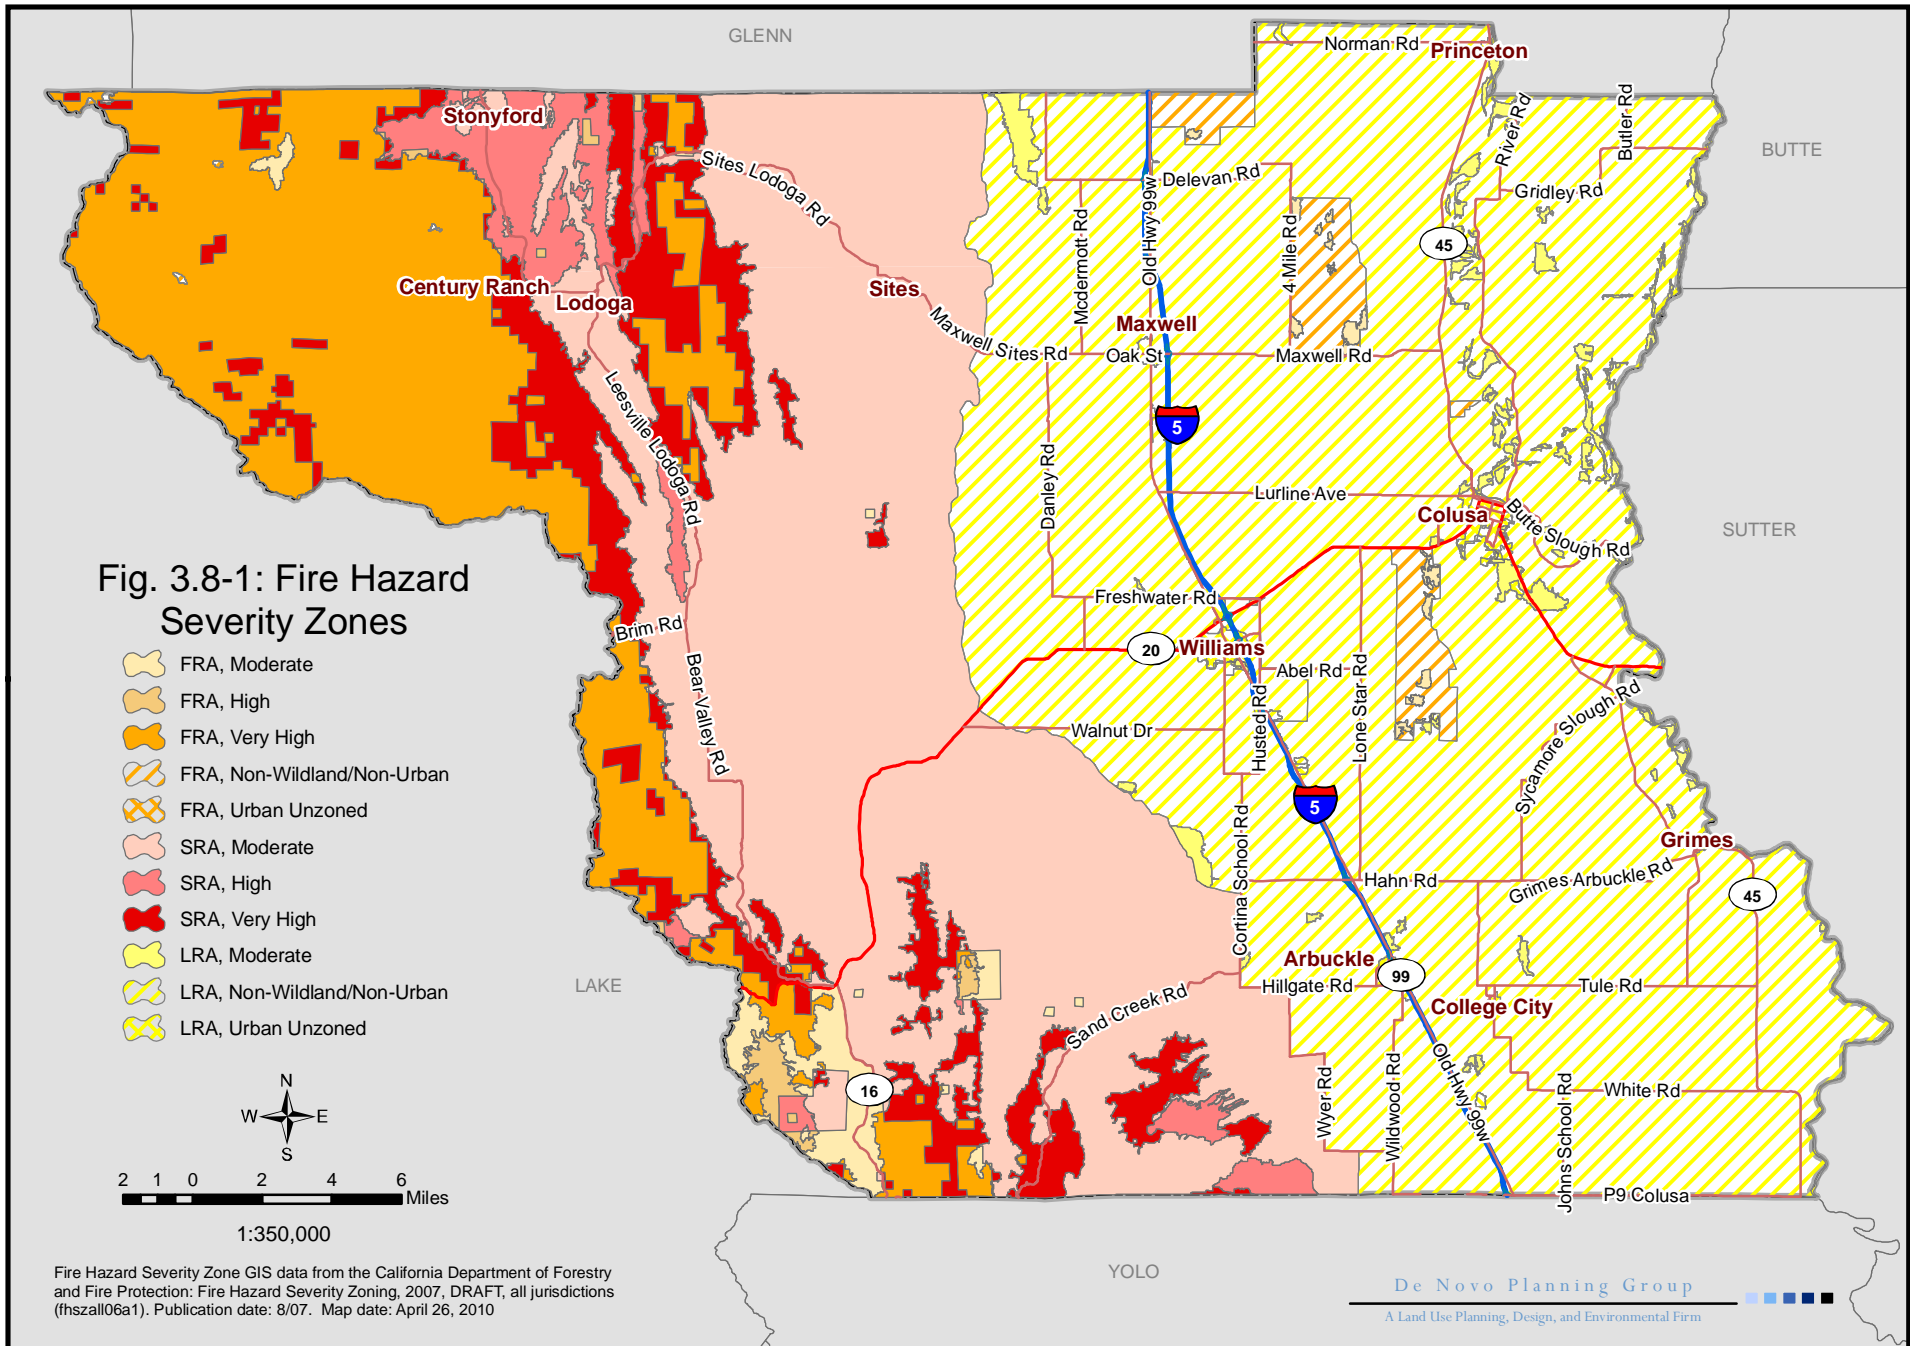 GLENN
Norman Rd
Princeton
Stonyford
River Rd
Butler Rd
BUTTE
Sites Lodoga Rd
Delevan Rd
Gridley Rd
Old Hwy 99w
Mcdermott Rd
4 Mile Rd
45
Century Ranch
Lodoga
Sites
Maxwell
Maxwell Sites Rd
Oak St
Maxwell Rd
Leesville Lodoga Rd
5
Danley Rd
Lurline Ave
Colusa
Butte Slough Rd
SUTTER
Fig. 3.8-1: Fire Hazard
Severity Zones
Freshwater Rd
Brim Rd
20
Williams
Abel Rd
Bear Valley Rd
Husted Rd
Lone Star Rd
Sycamore Slough Rd
Walnut Dr
FRA, Moderate
FRA, High
FRA, Very High
FRA, Non-Wildland/Non-Urban
FRA, Urban Unzoned
SRA, Moderate
SRA, High
SRA, Very High
LRA, Moderate
LRA, Non-Wildland/Non-Urban
LRA, Urban Unzoned
5
Cortina School Rd
Grimes
Hahn Rd
Grimes Arbuckle Rd
45
LAKE
Arbuckle
99
Hillgate Rd
Tule Rd
College City
Sand Creek Rd
16
Old Hwy 99w
White Rd
Wyer Rd
Wildwood Rd
Johns School Rd
P9 Colusa
N
W
E
S
2 1 0 2 4 6
Miles
1:350,000
YOLO
Fire Hazard Severity Zone GIS data from the California Department of Forestry
and Fire Protection: Fire Hazard Severity Zoning, 2007, DRAFT, all jurisdictions
(fhszall06a1). Publication date: 8/07. Map date: April 26, 2010
De Novo Planning Group
A Land Use Planning, Design, and Environmental Firm